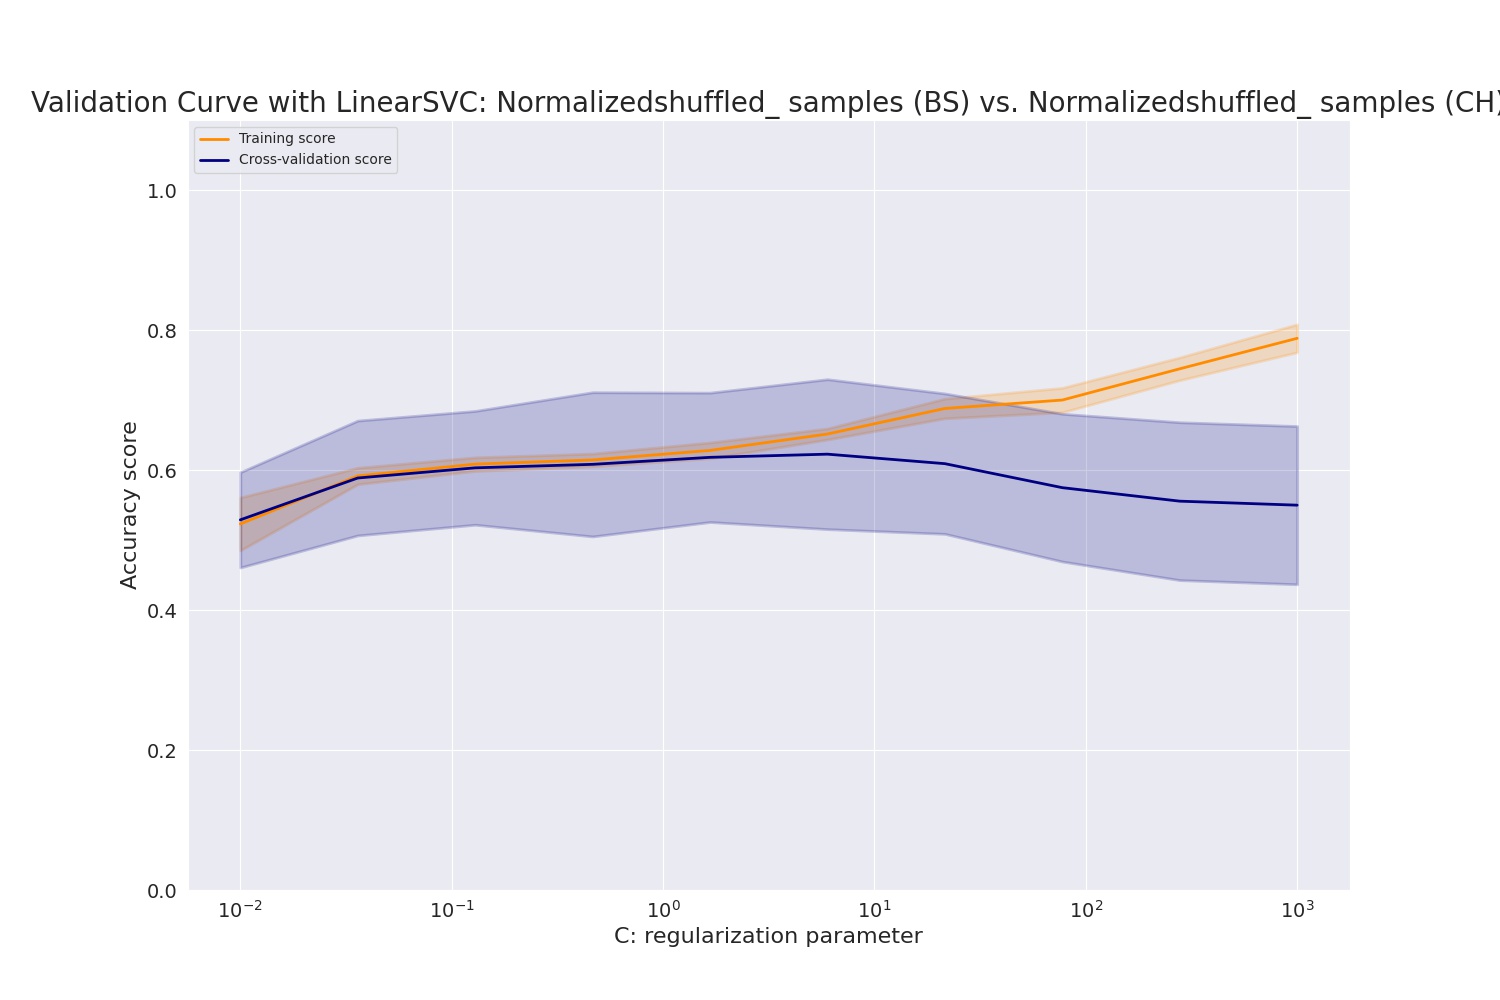 Validation Curve with LinearSVC: Normalizedshuffled_ samples (BS) vs. Normalizedshuffled_ samples (CH)
Training score
Cross-validation score
1.0
0.8
0.6
0.4
0.2
0.0
Accuracy score
10⁻² 10⁻¹ 10⁰ 10¹ 10² 10³
C: regularization parameter